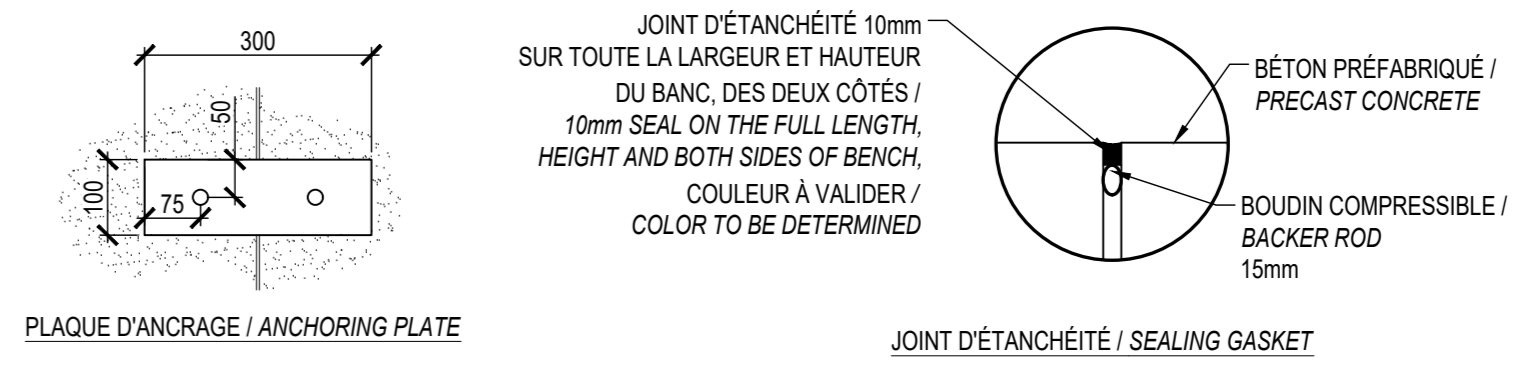 300
50
100
75
PLAQUE D'ANCRAGE / ANCHORING PLATE
JOINT D'ÉTANCHÉITÉ 10mm
SUR TOUTE LA LARGEUR ET HAUTEUR
DU BANC, DES DEUX CÔTÉS /
10mm SEAL ON THE FULL LENGTH,
HEIGHT AND BOTH SIDES OF BENCH,
COULEUR À VALIDER /
COLOR TO BE DETERMINED
BÉTON PRÉFABRIQUÉ /
PRECAST CONCRETE
BOUDIN COMPRESSIBLE /
BACKER ROD
15mm
JOINT D'ÉTANCHÉITÉ / SEALING GASKET